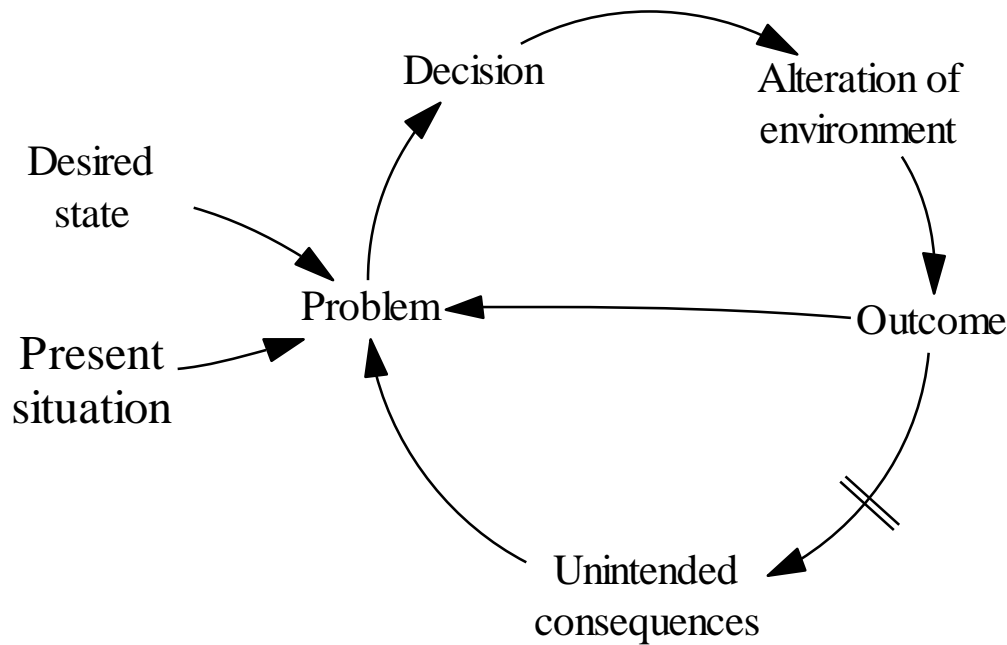 Decision
Alteration of
environment
Desired
state
Problem
Outcome
Present
situation
Unintended
consequences